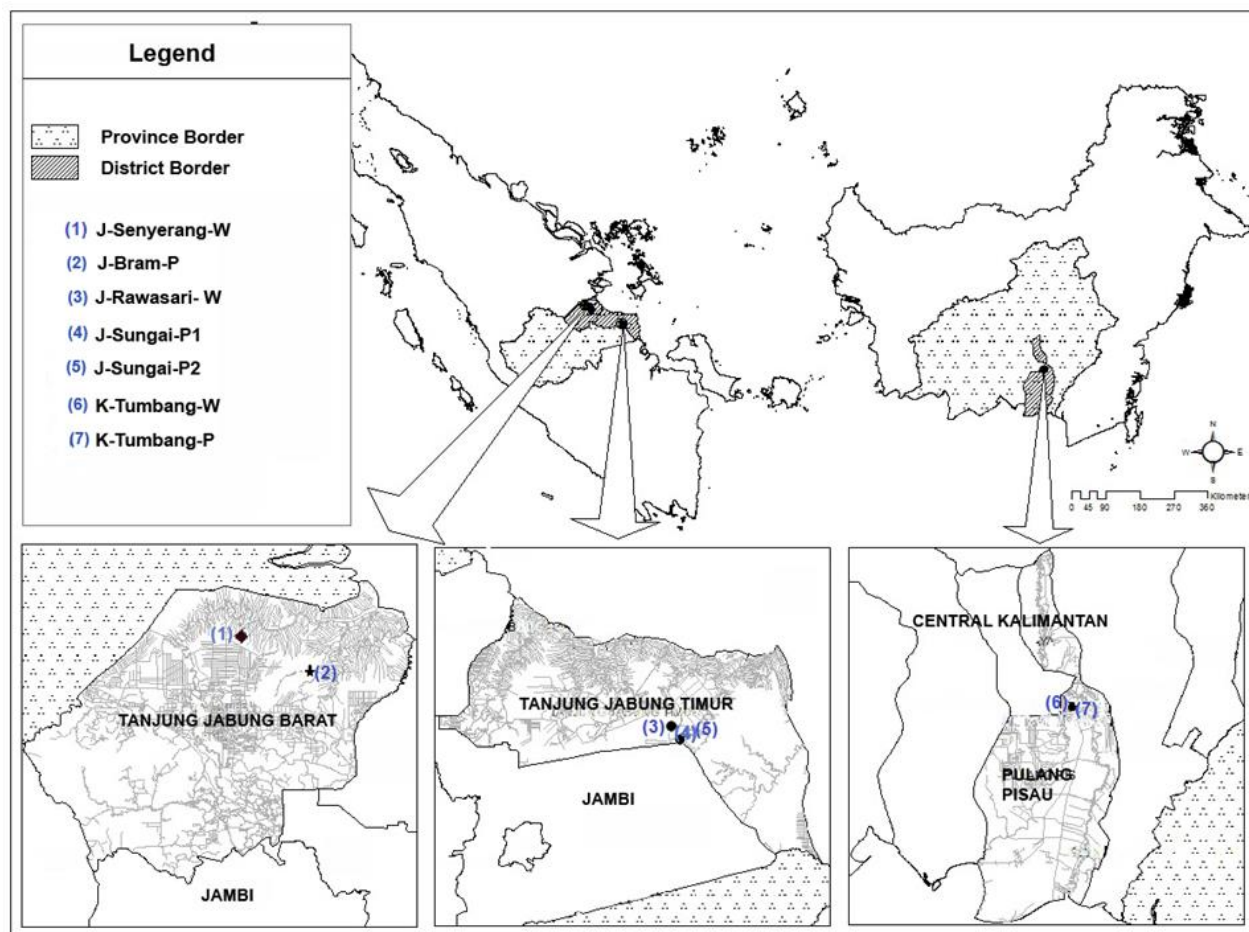 Legend
Province Border
District Border
(1) J-Senyerang-W
(2) J-Bram-P
(3) J-Rawasari- W
(4) J-Sungai-P1
(5) J-Sungai-P2
(6) K-Tumbang-W
(7) K-Tumbang-P
N
W E
S
Kilometer
0 45 90 180 270 360
(1)
(2)
TANJUNG JABUNG BARAT
JAMBI
TANJUNG JABUNG TIMUR
(3) (4) (5)
JAMBI
CENTRAL KALIMANTAN
(6) (7)
PULANG
PISAU